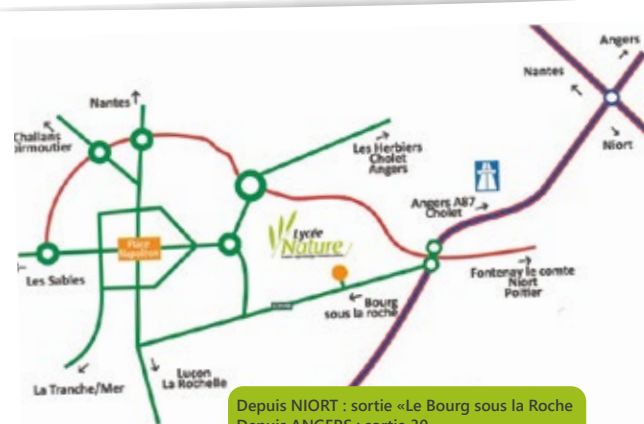 Angers
Nantes
Niort
Nantes
Challans
Les Herbiers
Cholet
Angers
Angers A87
Cholet
Lycée
Nature
Place
Napoléon
Les Sables
Fontenay le comte
Niort
Poitier
Bourg
sous la roche
Luçon
La Rochelle
La Tranche/Mer
Depuis NIORT : sortie «Le Bourg sous la Roche